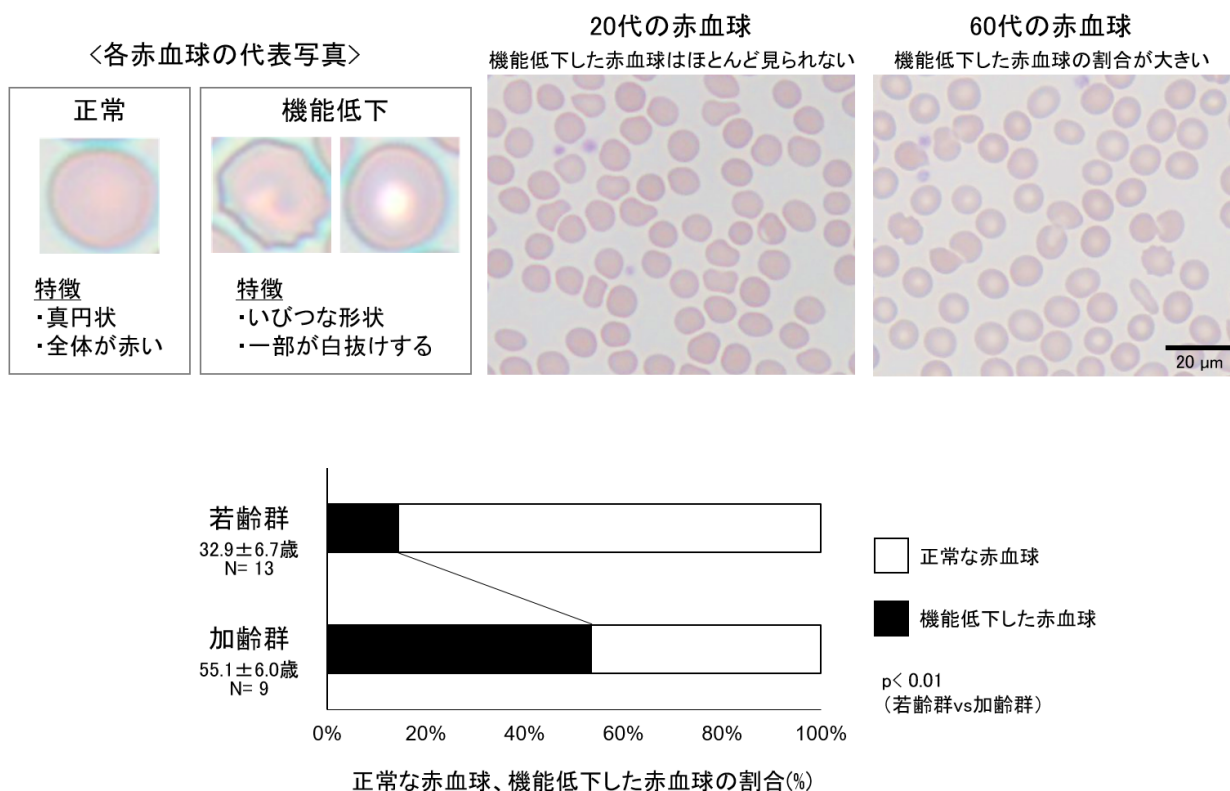 <各赤血球の代表写真>
正常
特徴
・真円状
・全体が赤い
機能低下
特徴
・いびつな形状
・一部が白抜けする
20代の赤血球
機能低下した赤血球はほとんど見られない
60代の赤血球
機能低下した赤血球の割合が大きい
20 μm
若齢群
32.9±6.7歳
N= 13
加齢群
55.1±6.0歳
N= 9
0% 20% 40% 60% 80% 100%
正常な赤血球、機能低下した赤血球の割合(%)
正常な赤血球
機能低下した赤血球
p< 0.01
(若齢群vs加齢群)